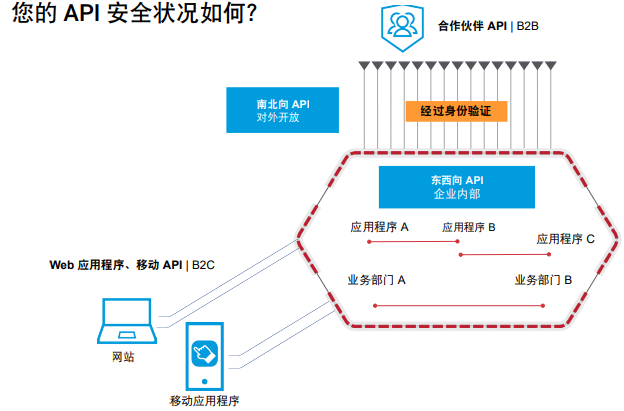 您的 API 安全状况如何?
合作伙伴 API | B2B
南北向 API
对外开放
经过身份验证
东西向 API
企业内部
应用程序 A
应用程序 B
应用程序 C
Web 应用程序、移动 API | B2C
业务部门 A
业务部门 B
网站
移动应用程序